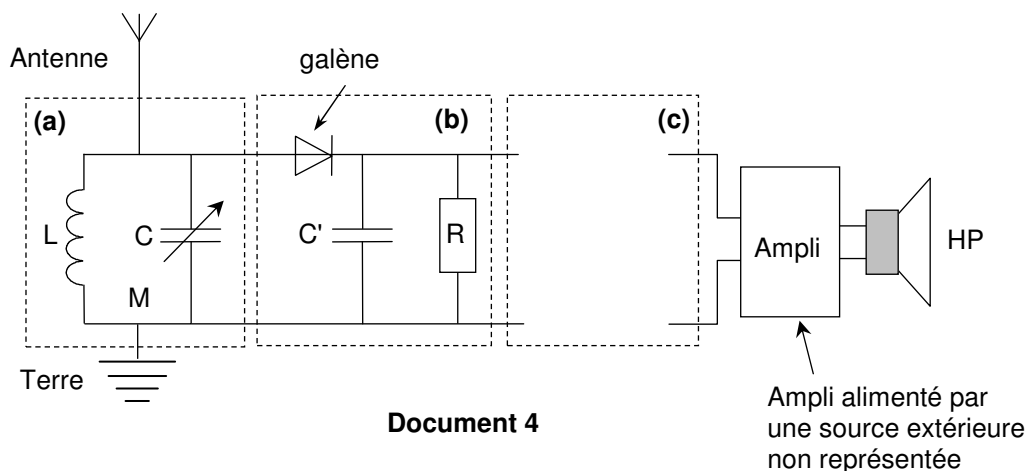 Antenne
galène
(a)
(b)
(c)
L
C
C'
R
Ampli
HP
M
Terre
Document 4
Ampli alimenté par
une source extérieure
non représentée